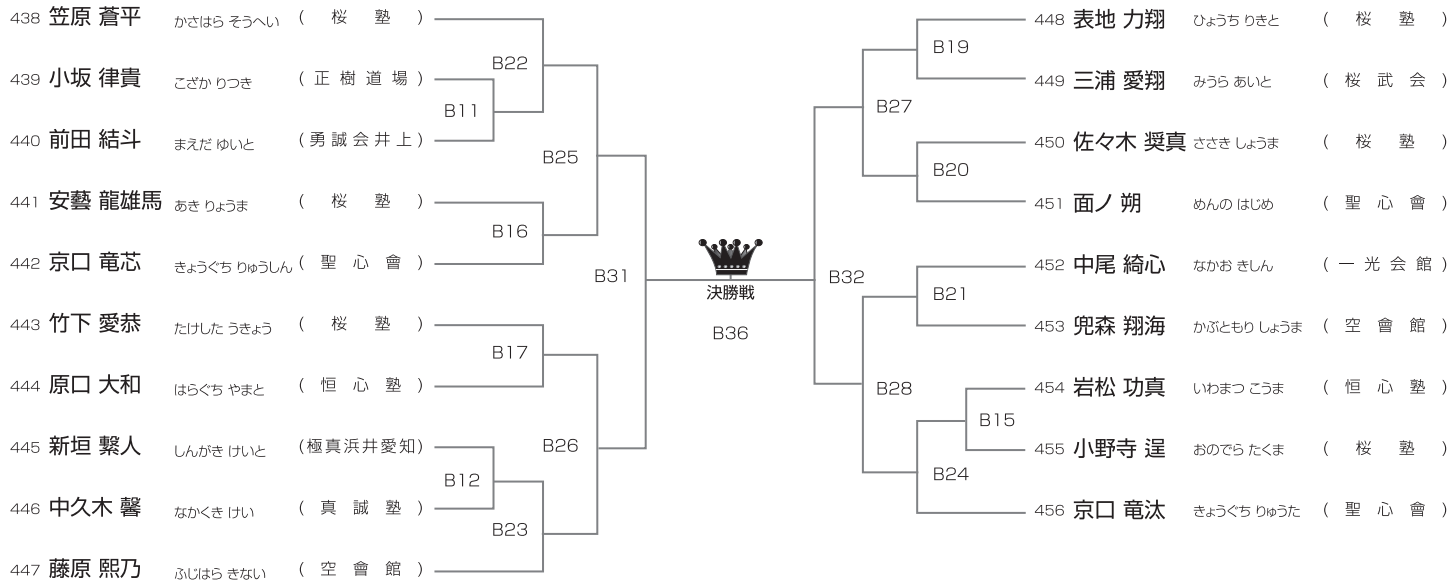 438 笠原 蒼平 かさはら そうへい (桜塾)
439 小坂 律貴 こざか りつき (正樹道場)
440 前田 結斗 まえだ ゆいと (勇誠会井上)
441 安藝 龍雄馬 あき りょうま (桜塾)
442 京口 竜芯 きょうぐち りゅうしん (聖心會)
443 竹下 愛恭 たけした うきょう (桜塾)
444 原口 大和 はらぐち やまと (恒心塾)
445 新垣 繋人 しんがき けいと (極真浜井愛知)
446 中久木 馨 なかくき けい (真誠塾)
447 藤原 熙乃 ふじはら きない (空會館)
B22
B11
B25
B16
B31
B17
B26
B12
B23
決勝戦
B36
448 表地 力翔 ひょうち りきと (桜塾)
449 三浦 愛翔 みうら あいと (桜武会)
450 佐々木 奨真 ささき しょうま (桜塾)
451 面ノ 朔 めんの はじめ (聖心會)
452 中尾 綺心 なかお きしん (一光会館)
453 兜森 翔海 かぶともり しょうま (空會館)
454 岩松 功真 いわまつ こうま (恒心塾)
455 小野寺 逞 おのでら たくま (桜塾)
456 京口 竜汰 きょうぐち りゅうた (聖心會)
B19
B27
B20
B32
B21
B28
B15
B24